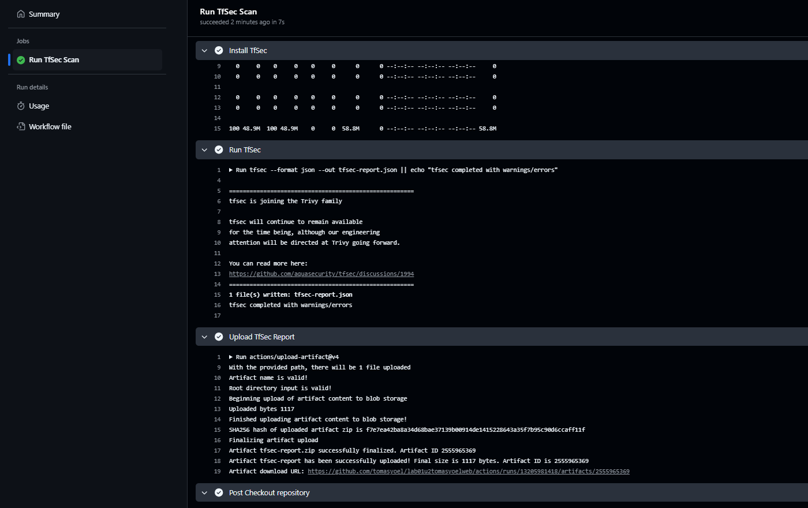 Summary
Jobs
Run TfSec Scan
Run details
Usage
Workflow file
Run TfSec Scan
succeeded 2 minutes ago in 7s
Install TfSec
9 0 0 0 0 0 0 0 0 --:--:-- --:--:-- --:--:-- 0
10 0 0 0 0 0 0 0 0 --:--:-- --:--:-- --:--:-- 0
11
12 0 0 0 0 0 0 0 0 --:--:-- --:--:-- --:--:-- 0
13 0 0 0 0 0 0 0 0 --:--:-- --:--:-- --:--:-- 0
14
15 100 48.9M 100 48.9M 0 0 58.8M 0 --:--:-- --:--:-- --:--:-- 58.8M
Run TfSec
1 ▶ Run tfsec --format json --out tfsec-report.json || echo "tfsec completed with warnings/errors"
4
5 ======================================================
6 tfsec is joining the Trivy family
7
8 tfsec will continue to remain available
9 for the time being, although our engineering
10 attention will be directed at Trivy going forward.
11
12 You can read more here:
13 https://github.com/aquasecurity/tfsec/discussions/1994
14 ======================================================
15 1 file(s) written: tfsec-report.json
16 tfsec completed with warnings/errors
17
Upload TfSec Report
1 ▶ Run actions/upload-artifact@v4
9 With the provided path, there will be 1 file uploaded
10 Artifact name is valid!
11 Root directory input is valid!
12 Beginning upload of artifact content to blob storage
13 Uploaded bytes 1117
14 Finished uploading artifact content to blob storage!
15 SHA256 hash of uploaded artifact zip is f7e7ea42ba8a34d68bae37139b00914de1415228643a35f7b95c90d6ccaff11f
16 Finalizing artifact upload
17 Artifact tfsec-report.zip successfully finalized. Artifact ID 2555965369
18 Artifact tfsec-report has been successfully uploaded! Final size is 1117 bytes. Artifact ID is 2555965369
19 Artifact download URL: https://github.com/tomasyoel/lab01u2tomasyoelweb/actions/runs/13205981418/artifacts/2555965369
Post Checkout repository